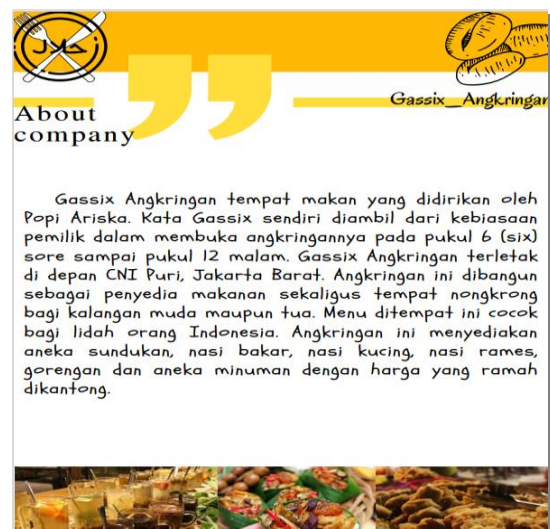 حلال
About
company
Gassix_Angkringan
Gassix Angkringan tempat makan yang didirikan oleh
Popi Ariska. Kata Gassix sendiri diambil dari kebiasaan
pemilik dalam membuka angkringannya pada pukul 6 (six)
sore sampai pukul 12 malam. Gassix Angkringan terletak
di depan CNI Puri, Jakarta Barat. Angkringan ini dibangun
sebagai penyedia makanan sekaligus tempat nongkrong
bagi kalangan muda maupun tua. Menu ditempat ini cocok
bagi lidah orang Indonesia. Angkringan ini menyediakan
aneka sundukan, nasi bakar, nasi kucing, nasi rames,
gorengan dan aneka minuman dengan harga yang ramah
dikantong.